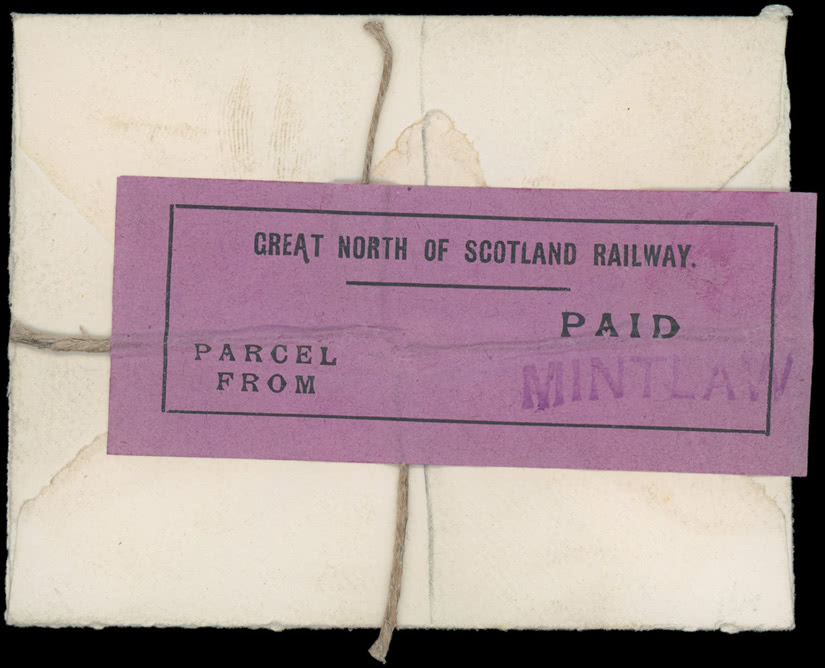 GREAT NORTH OF SCOTLAND RAILWAY.
PAID
PARCEL
FROM
MINTLAW